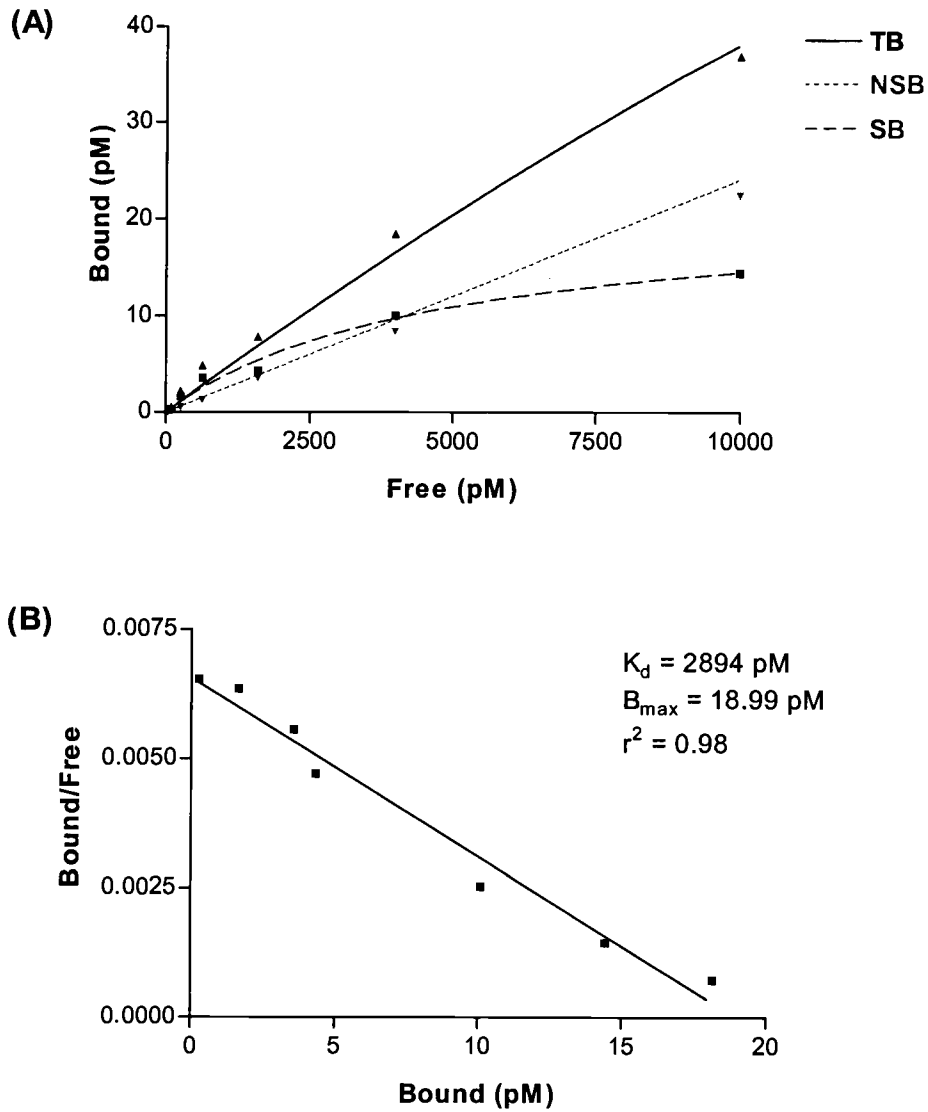 (A)
40
30
20
10
0
Bound (pM)
0 2500 5000 7500 10000
Free (pM)
TB
NSB
SB
(B)
0.0075
0.0050
0.0025
0.0000
Bound/Free
0 5 10 15 20
Bound (pM)
Kd = 2894 pM
Bmax = 18.99 pM
r² = 0.98